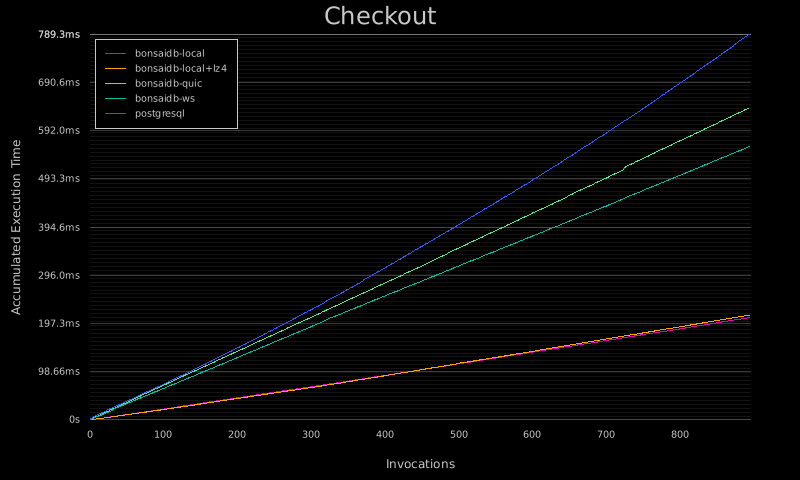 Checkout
789.3ms
690.6ms
592.0ms
493.3ms
394.6ms
296.0ms
197.3ms
98.66ms
0s
bonsaidb-local
bonsaidb-local+lz4
bonsaidb-quic
bonsaidb-ws
postgresql
Accumulated Execution Time
0 100 200 300 400 500 600 700 800
Invocations